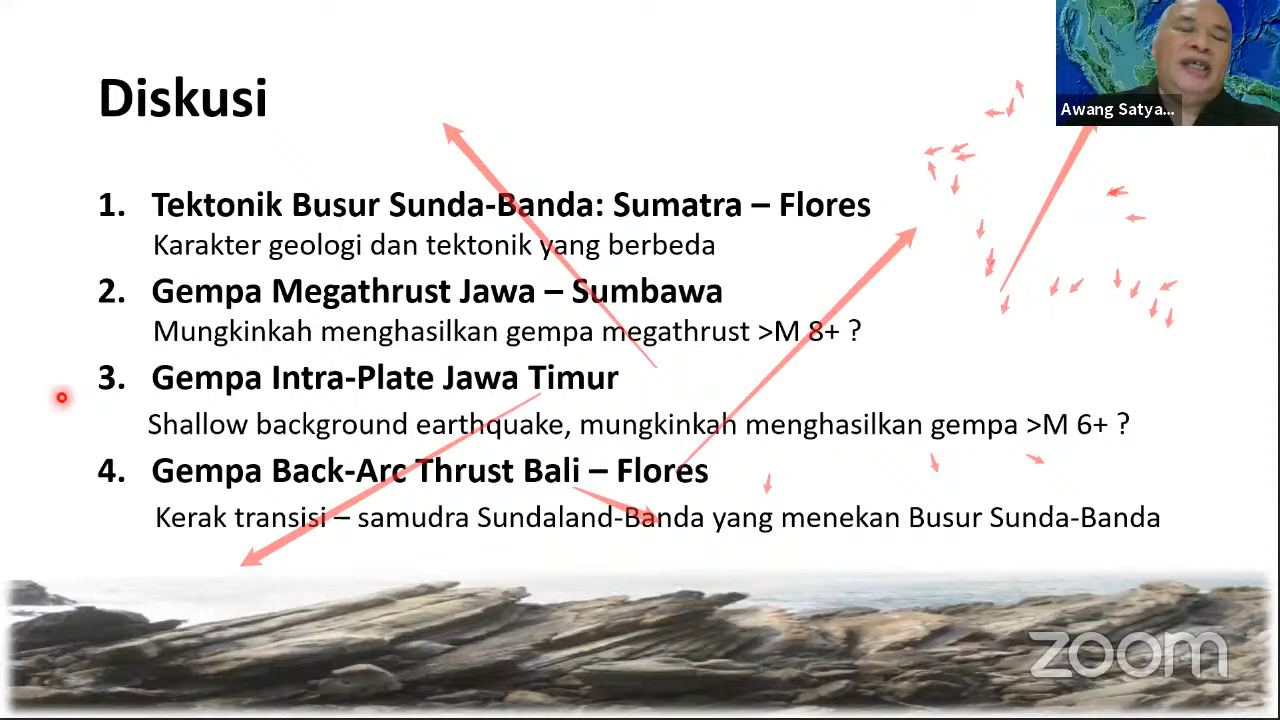 Diskusi
Awang Satya...
1. Tektonik Busur Sunda-Banda: Sumatra – Flores
Karakter geologi dan tektonik yang berbeda
2. Gempa Megathrust Jawa – Sumbawa
Mungkinkah menghasilkan gempa megathrust >M 8+ ?
3. Gempa Intra-Plate Jawa Timur
Shallow background earthquake, mungkinkah menghasilkan gempa >M 6+ ?
4. Gempa Back-Arc Thrust Bali – Flores
Kerak transisi – samudra Sundaland-Banda yang menekan Busur Sunda-Banda
zoom